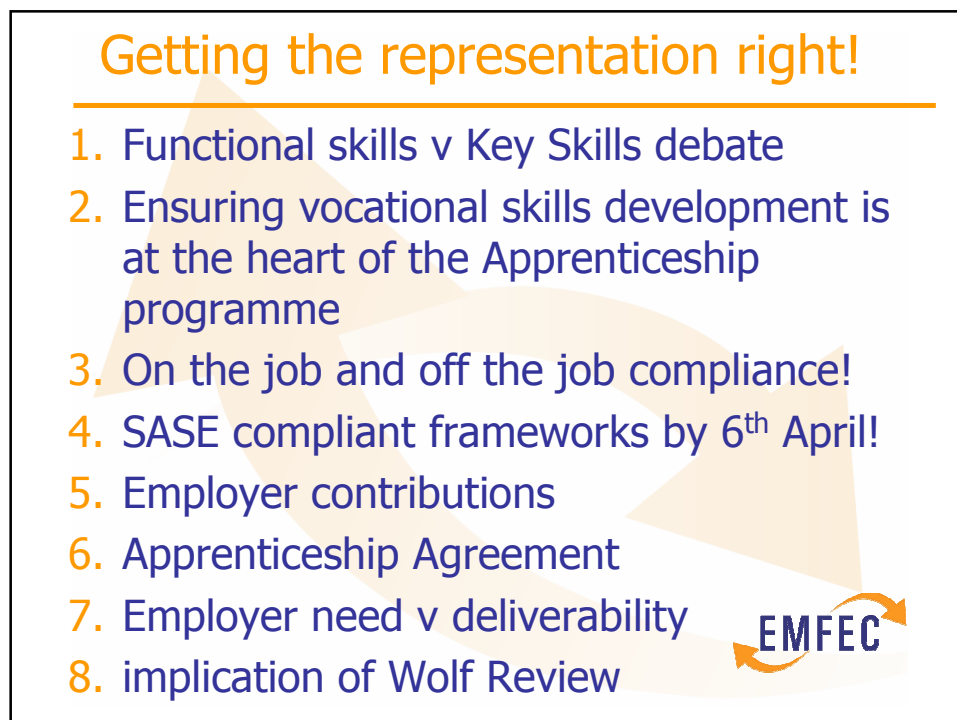 Getting the representation right!
1. Functional skills v Key Skills debate
2. Ensuring vocational skills development is
at the heart of the Apprenticeship
programme
3. On the job and off the job compliance!
4. SASE compliant frameworks by 6th April!
5. Employer contributions
6. Apprenticeship Agreement
7. Employer need v deliverability
8. implication of Wolf Review
EMFEC